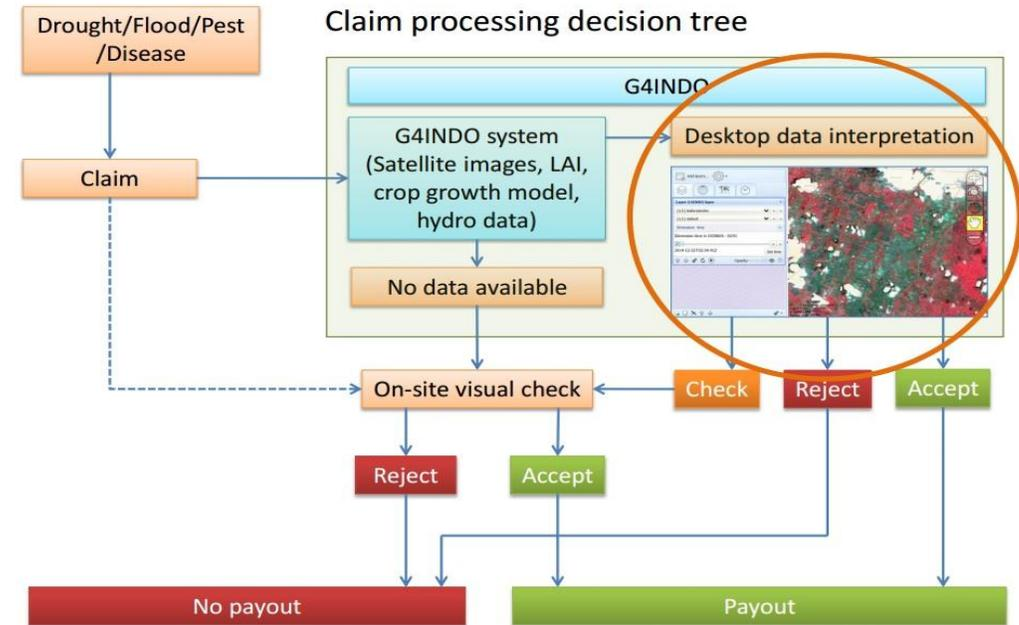 Claim processing decision tree
Drought/Flood/Pest
/Disease
G4INDO
G4INDO system
(Satellite images, LAI,
crop growth model,
hydro data)
Desktop data interpretation
Claim
No data available
On-site visual check
Check
Reject
Accept
Reject
Accept
No payout
Payout